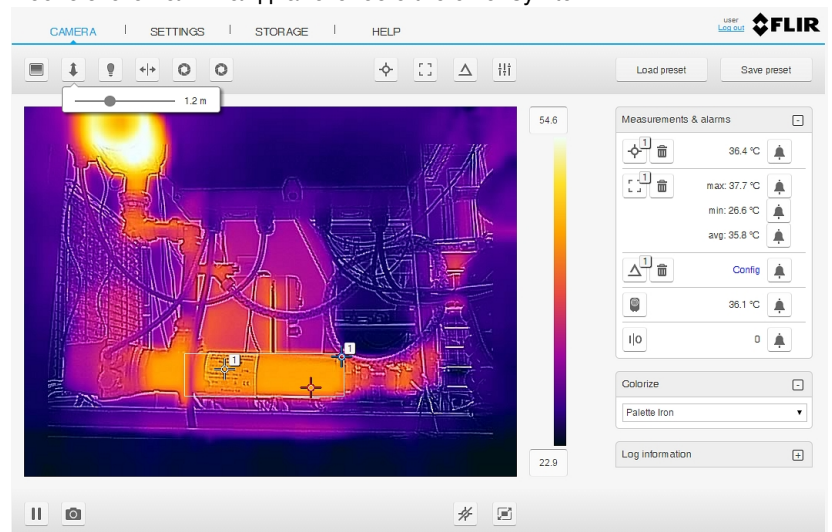 CAMERA | SETTINGS | STORAGE | HELP
user
Log out
FLIR
Load preset
Save preset
1.2 m
54.6
22.9
1
1
Measurements & alarms
1
36.4 °C
1
max: 37.7 °C
min: 26.6 °C
avg: 35.8 °C
1
Config
36.1 °C
I|O
0
Colorize
Palette Iron
Log information